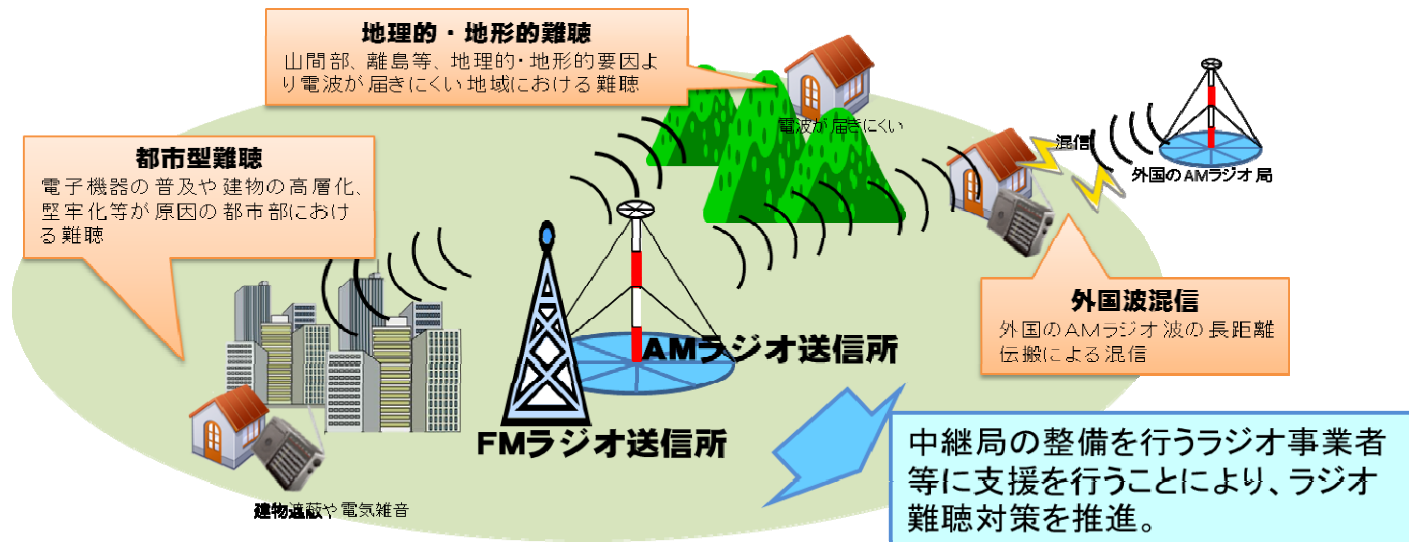 地理的・地形的難聴
山間部、離島等、地理的・地形的要因よ
り電波が届きにくい地域における難聴
電波が届きにくい
混信
外国のAMラジオ局
都市型難聴
電子機器の普及や建物の高層化、
堅牢化等が原因の都市部におけ
る難聴
外国波混信
外国のAMラジオ波の長距離
伝搬による混信
AMラジオ送信所
FMラジオ送信所
建物遮蔽や電気雑音
中継局の整備を行うラジオ事業者
等に支援を行うことにより、ラジオ
難聴対策を推進。